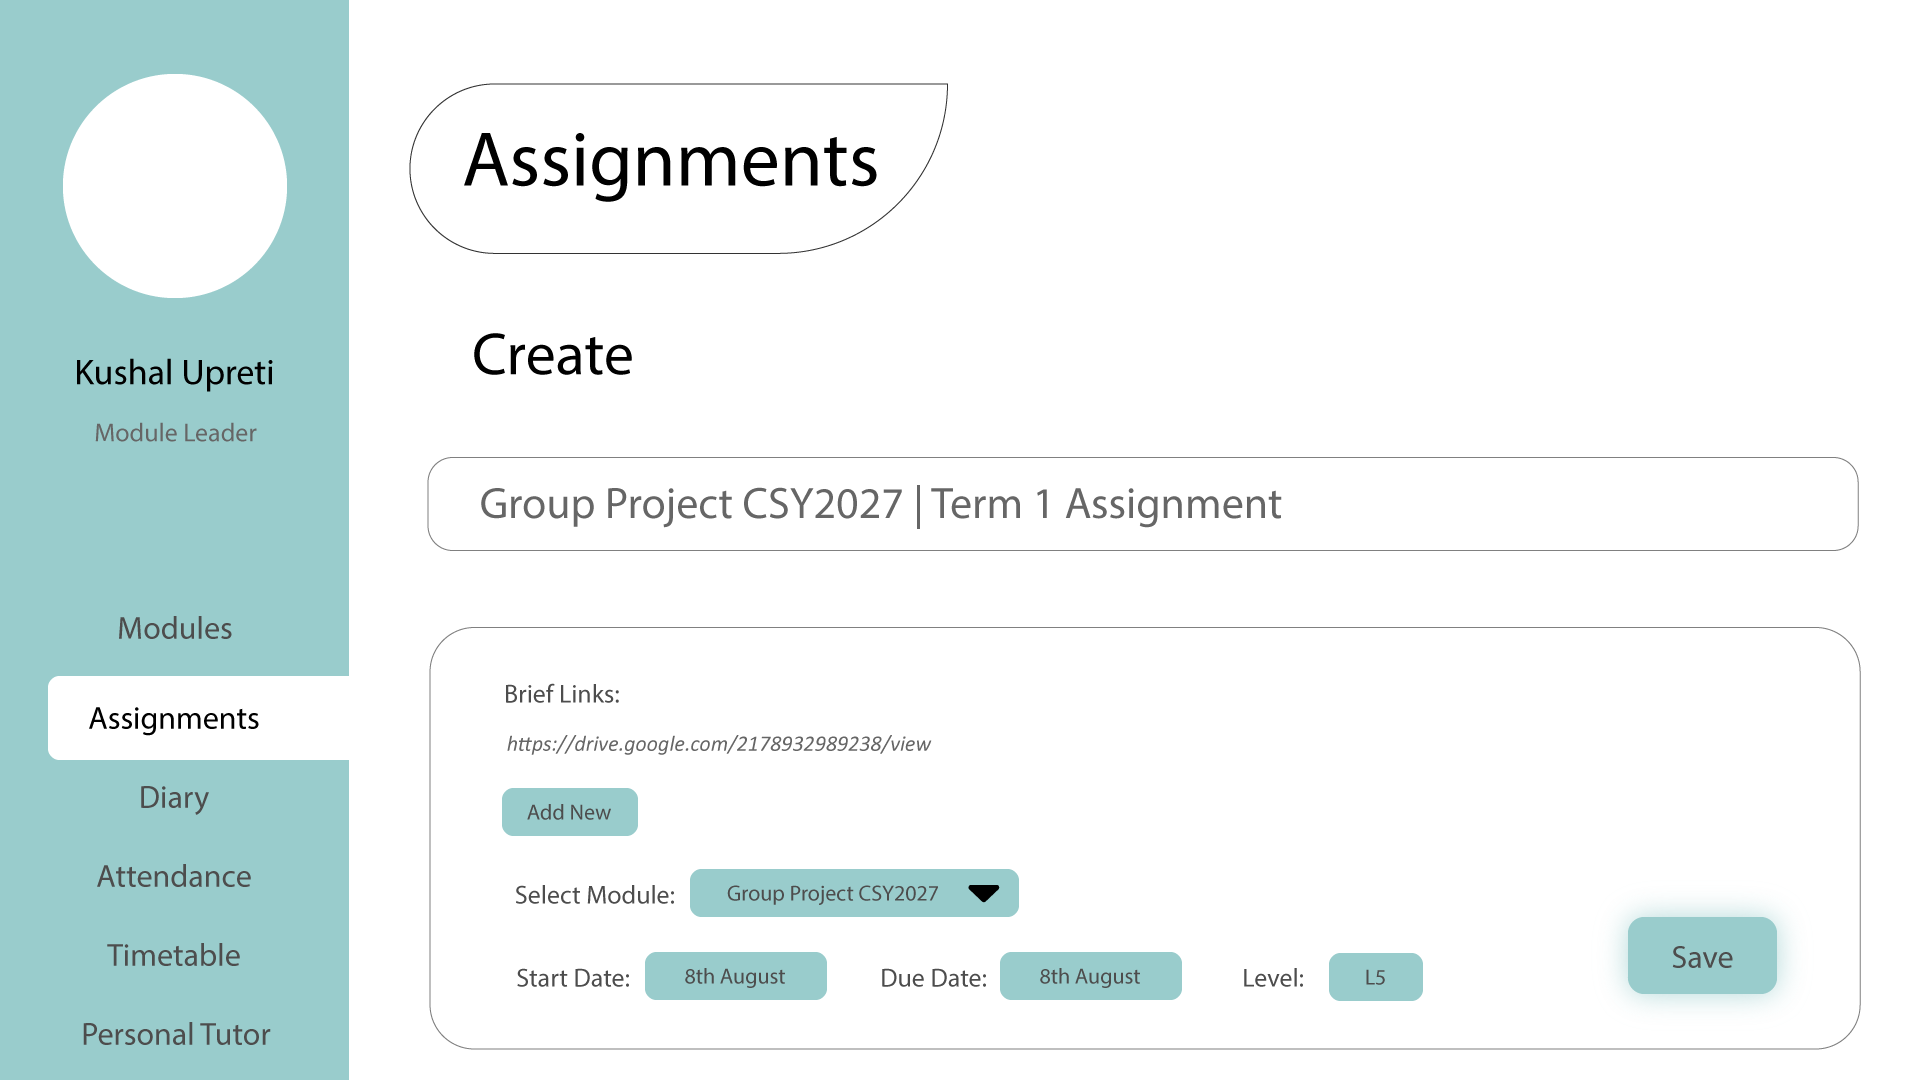 Kushal Upreti
Module Leader
Modules
Assignments
Diary
Attendance
Timetable
Personal Tutor
Assignments
Create
Group Project CSY2027 | Term 1 Assignment
Brief Links:
https://drive.google.com/2178932989238/view
Add New
Select Module: Group Project CSY2027
Start Date: 8th August Due Date: 8th August Level: L5
Save